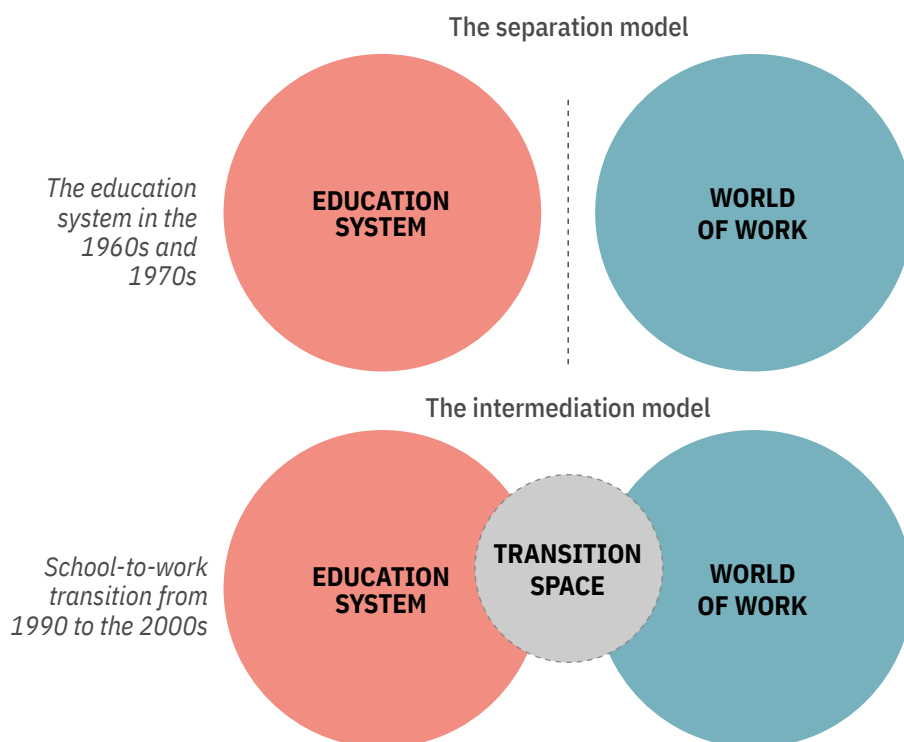 The separation model
The education
system in the
1960s and
1970s
EDUCATION
SYSTEM
WORLD
OF WORK
The intermediation model
School-to-work
transition from
1990 to the 2000s
EDUCATION
SYSTEM
TRANSITION
SPACE
WORLD
OF WORK